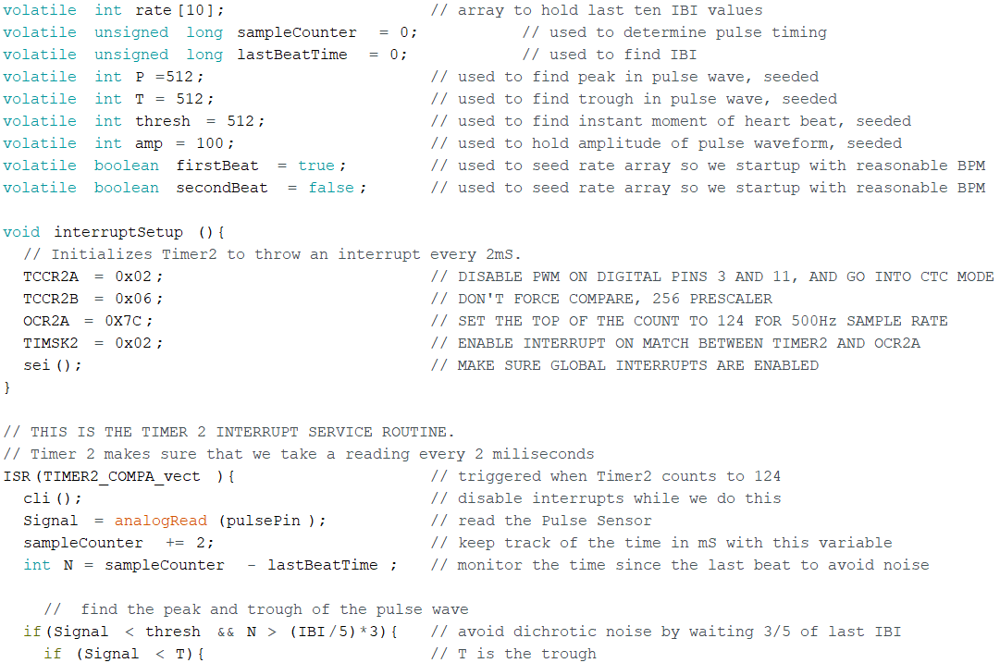 volatile int rate[10]; // array to hold last ten IBI values
volatile unsigned long sampleCounter = 0; // used to determine pulse timing
volatile unsigned long lastBeatTime = 0; // used to find IBI
volatile int P =512; // used to find peak in pulse wave, seeded
volatile int T = 512; // used to find trough in pulse wave, seeded
volatile int thresh = 512; // used to find instant moment of heart beat, seeded
volatile int amp = 100; // used to hold amplitude of pulse waveform, seeded
volatile boolean firstBeat = true; // used to seed rate array so we startup with reasonable BPM
volatile boolean secondBeat = false; // used to seed rate array so we startup with reasonable BPM

void interruptSetup (){
  // Initializes Timer2 to throw an interrupt every 2mS.
  TCCR2A = 0x02; // DISABLE PWM ON DIGITAL PINS 3 AND 11, AND GO INTO CTC MODE
  TCCR2B = 0x06; // DON'T FORCE COMPARE, 256 PRESCALER
  OCR2A = 0X7C; // SET THE TOP OF THE COUNT TO 124 FOR 500Hz SAMPLE RATE
  TIMSK2 = 0x02; // ENABLE INTERRUPT ON MATCH BETWEEN TIMER2 AND OCR2A
  sei(); // MAKE SURE GLOBAL INTERRUPTS ARE ENABLED
}

// THIS IS THE TIMER 2 INTERRUPT SERVICE ROUTINE.
// Timer 2 makes sure that we take a reading every 2 miliseconds
ISR(TIMER2_COMPA_vect ){ // triggered when Timer2 counts to 124
  cli(); // disable interrupts while we do this
  Signal = analogRead (pulsePin ); // read the Pulse Sensor
  sampleCounter += 2; // keep track of the time in mS with this variable
  int N = sampleCounter - lastBeatTime ; // monitor the time since the last beat to avoid noise

    // find the peak and trough of the pulse wave
  if(Signal < thresh && N > (IBI/5)*3){ // avoid dichrotic noise by waiting 3/5 of last IBI
    if (Signal < T){ // T is the trough